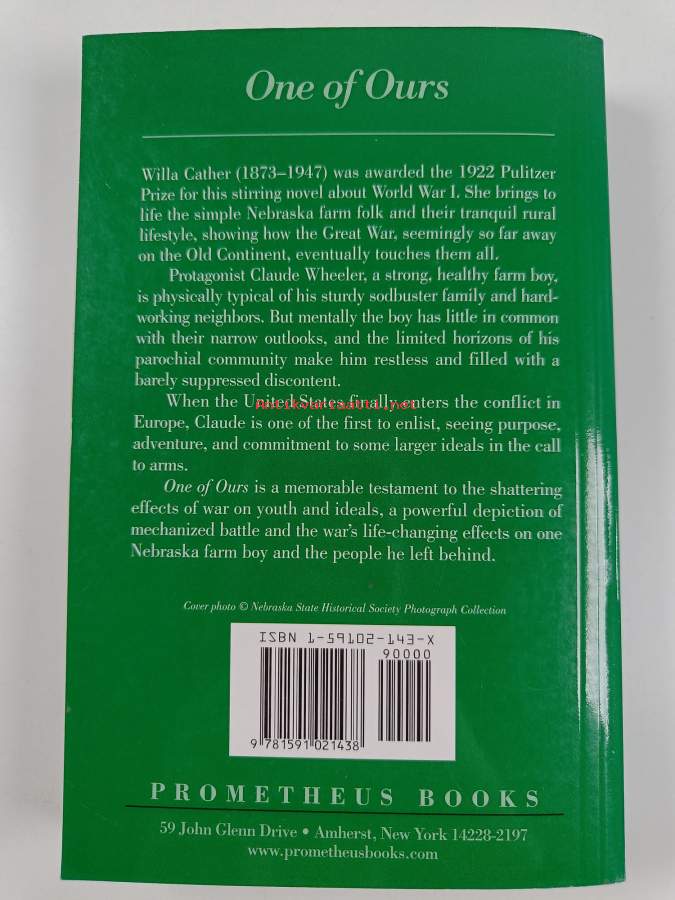 One of Ours
Willa Cather (1873–1947) was awarded the 1922 Pulitzer
Prize for this stirring novel about World War I. She brings to
life the simple Nebraska farm folk and their tranquil rural
lifestyle, showing how the Great War, seemingly so far away
on the Old Continent, eventually touches them all.
Protagonist Claude Wheeler, a strong, healthy farm boy,
is physically typical of his sturdy sodbuster family and hard-
working neighbors. But mentally the boy has little in common
with their narrow outlooks, and the limited horizons of his
parochial community make him restless and filled with a
barely suppressed discontent.
When the United States finally enters the conflict in
antikvariaatti.net
Europe, Claude is one of the first to enlist, seeing purpose,
adventure, and commitment to some larger ideals in the call
to arms.
One of Ours is a memorable testament to the shattering
effects of war on youth and ideals, a powerful depiction of
mechanized battle and the war's life-changing effects on one
Nebraska farm boy and the people he left behind.
Cover photo © Nebraska State Historical Society Photograph Collection
ISBN 1-59102-143-X
90000
9 781591 021438
PROMETHEUS BOOKS
59 John Glenn Drive • Amherst, New York 14228-2197
www.prometheusbooks.com